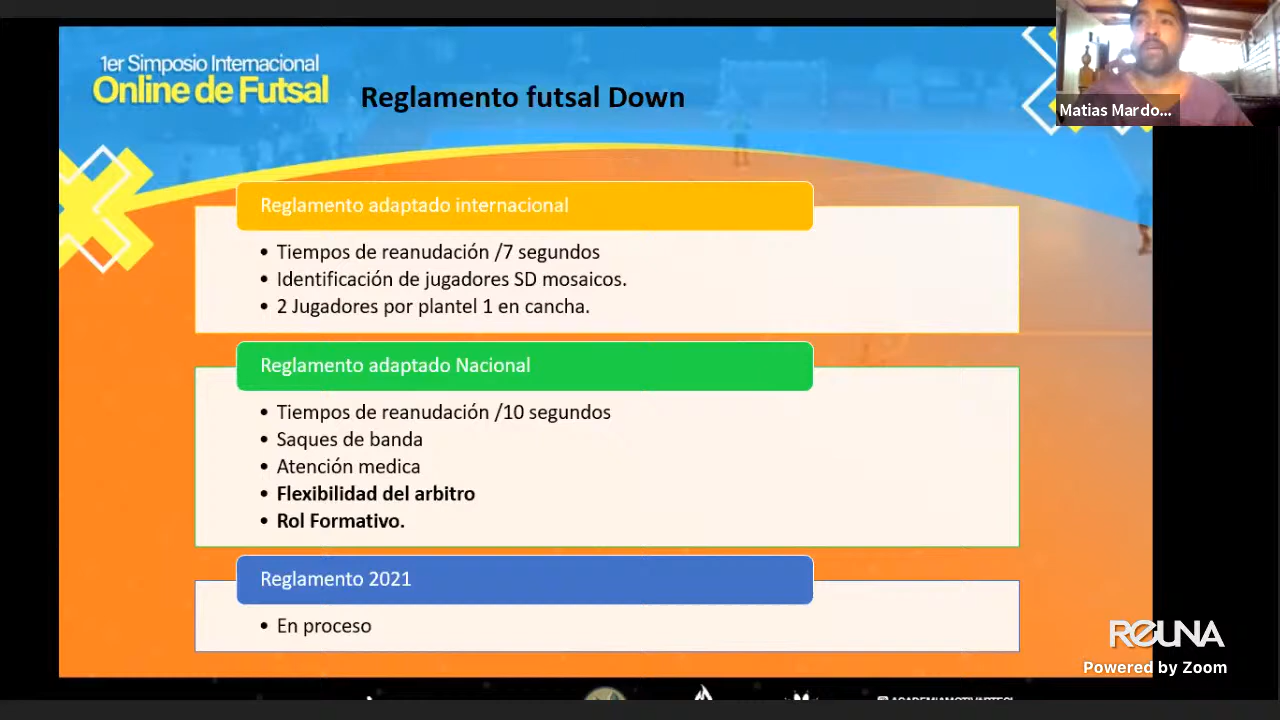 1er Simposio Internacional
Online de Futsal
Reglamento futsal Down
Matias Mardo...
Reglamento adaptado internacional
• Tiempos de reanudación /7 segundos
• Identificación de jugadores SD mosaicos.
• 2 Jugadores por plantel 1 en cancha.
Reglamento adaptado Nacional
• Tiempos de reanudación /10 segundos
• Saques de banda
• Atención medica
• Flexibilidad del arbitro
• Rol Formativo.
Reglamento 2021
• En proceso
REUNA
Powered by Zoom